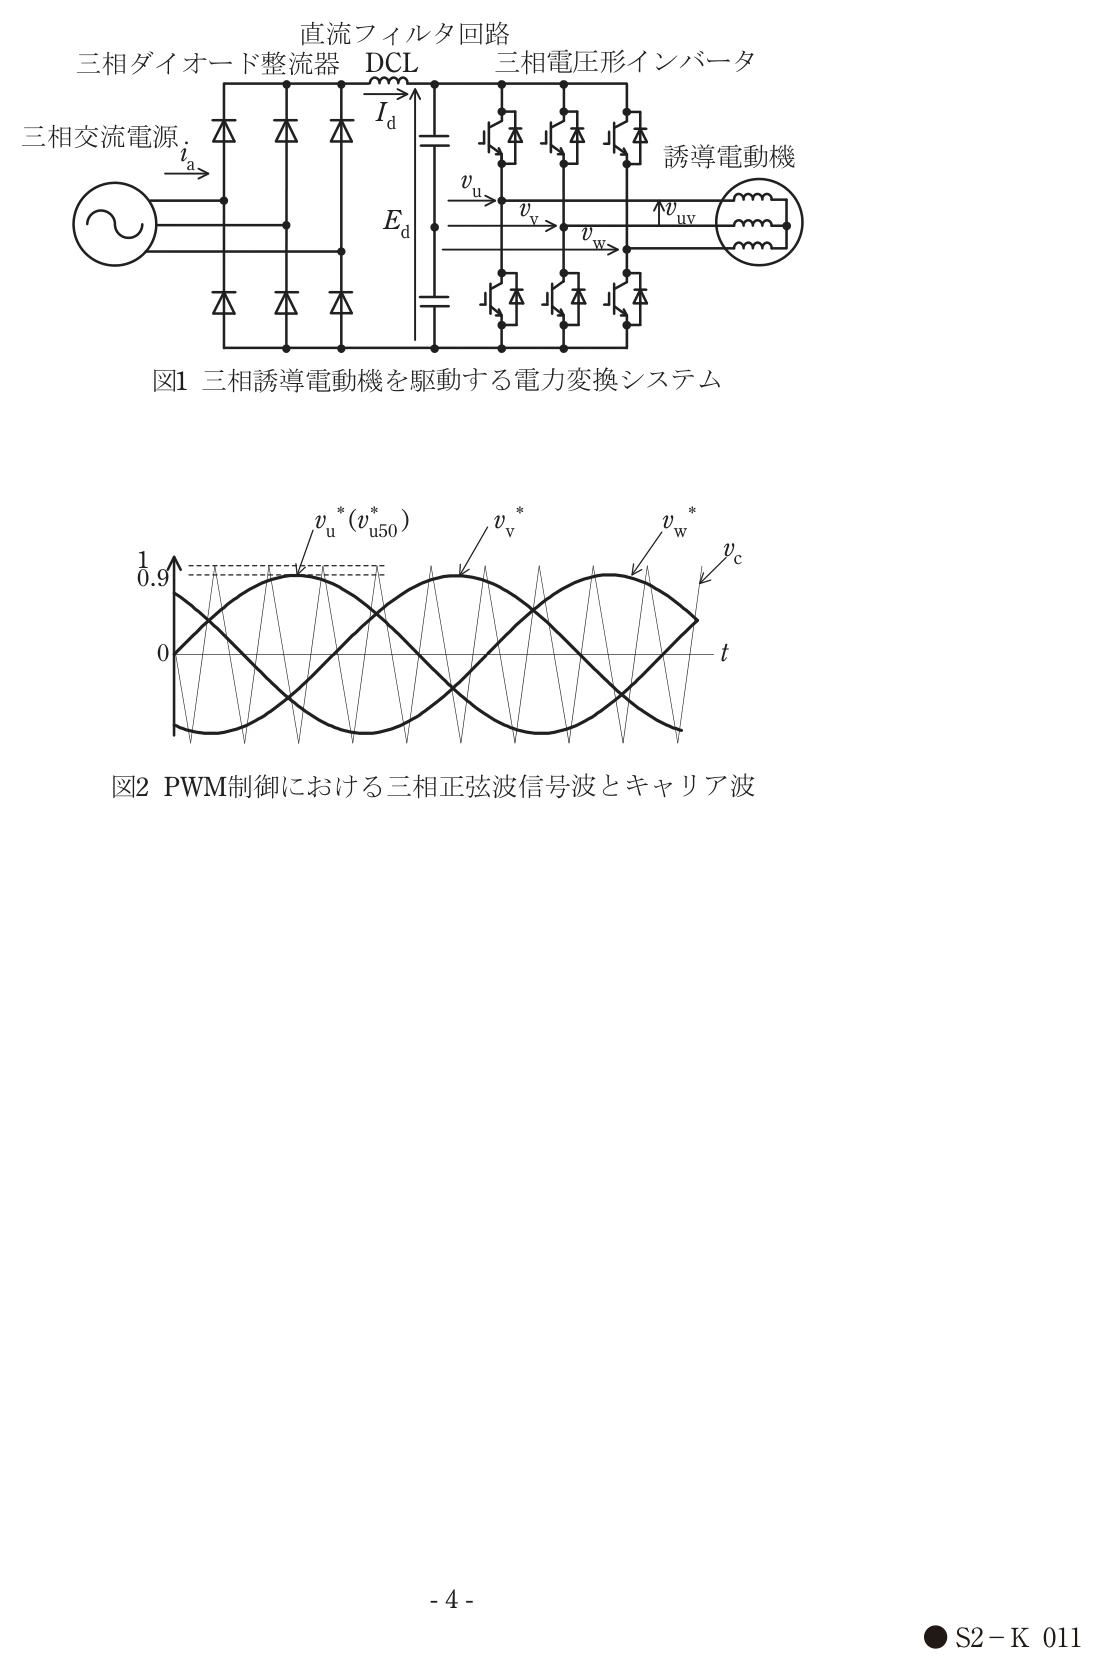 直流フィルタ回路
三相ダイオード整流器 DCL 三相電圧形インバータ
I_d
三相交流電源
i_a
誘導電動機
v_u
v_v
v_uv
E_d
v_w
図1 三相誘導電動機を駆動する電力変換システム
v_u*(v_u50*) v_v* v_w*
v_c
1
0.9
0 t
図2 PWM制御における三相正弦波信号波とキャリア波
- 4 -
●S2-K 011